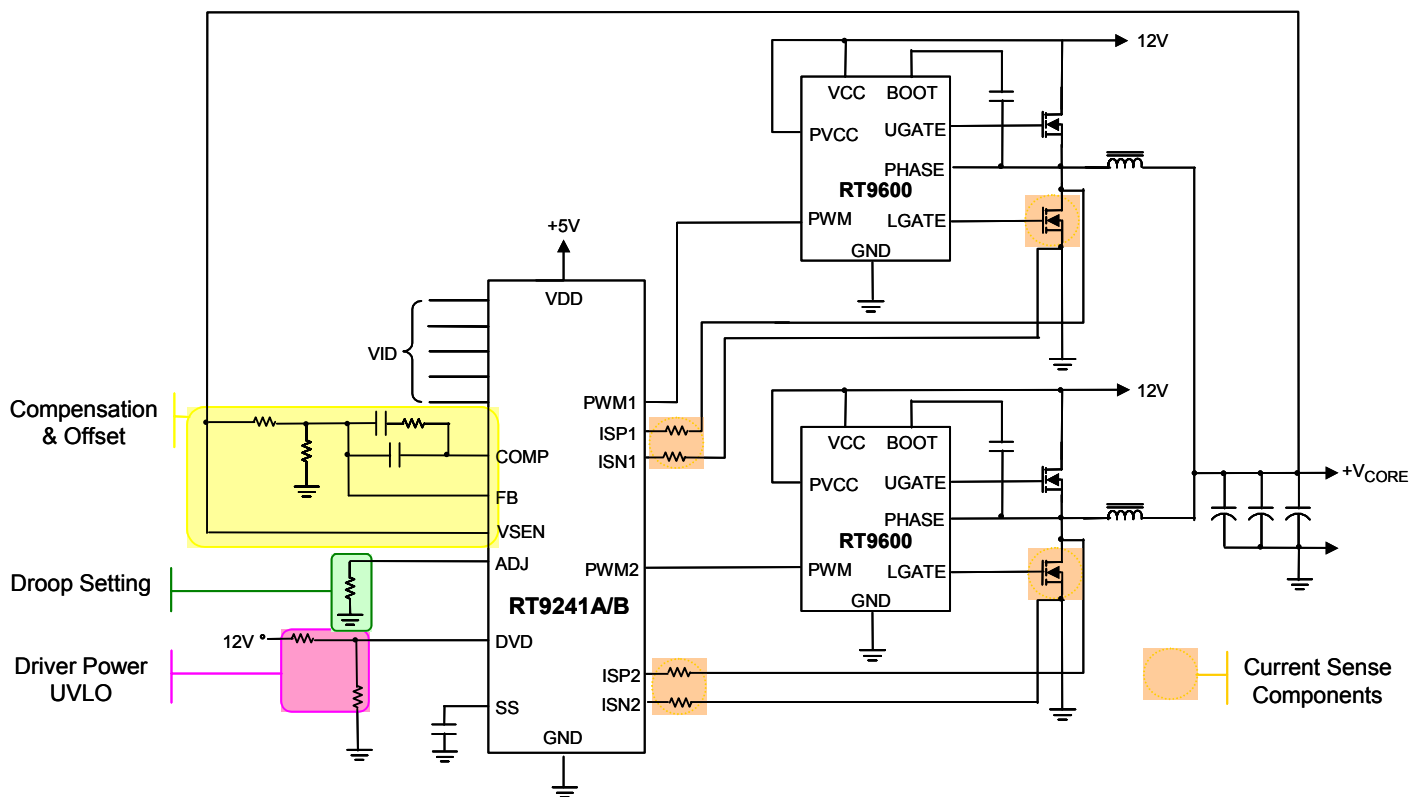 12V
VCC
BOOT
PVCC
UGATE
PHASE
RT9600
PWM
LGATE
GND
+5V
VDD
VID
Compensation
& Offset
PWM1
ISP1
ISN1
COMP
FB
VSEN
ADJ
Droop Setting
PWM2
RT9241A/B
12V
DVD
Driver Power
UVLO
ISP2
ISN2
SS
GND
12V
VCC
BOOT
PVCC
UGATE
PHASE
RT9600
PWM
LGATE
GND
+VCORE
Current Sense
Components